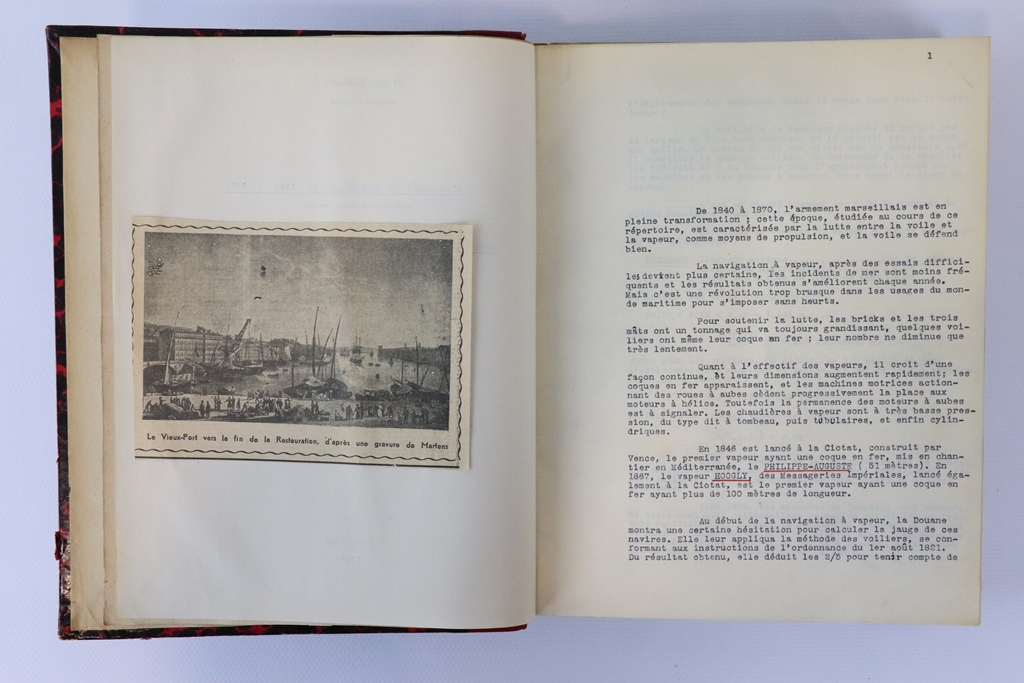 Le Vieux-Port vers la fin de la Restauration, d'après une gravure de Martens
1
De 1840 à 1870, l'armement marseillais est en
pleine transformation ; cette époque, étudiée au cours de ce
répertoire, est caractérisée par la lutte entre la voile et
la vapeur, comme moyens de propulsion, et la voile se défend
bien.
La navigation à vapeur, après des essais diffici-
les devient plus certaine, les incidents de mer sont moins fré-
quents et les résultats obtenus s'améliorent chaque année.
Mais c'est une révolution trop brusque dans les usages du mon-
de maritime pour s'imposer sans heurts.
Pour soutenir la lutte, les bricks et les trois
mâts ont un tonnage qui va toujours grandissant, quelques voi-
liers ont même leur coque en fer ; leur nombre ne diminue que
très lentement.
Quant à l'effectif des vapeurs, il croit d'une
façon continue, et leurs dimensions augmentent rapidement; les
coques en fer apparaissent, et les machines motrices action-
nant des roues à aubes cèdent progressivement la place aux
moteurs à hélice. Toutefois la permanence des moteurs à aubes
est à signaler. Les chaudières à vapeur sont à très basse pres-
sion, du type dit à tombeau, puis tubulaires, et enfin cylin-
driques.
En 1846 est lancé à la Ciotat, construit par
Vence, le premier vapeur ayant une coque en fer, mis en chan-
tier en Méditerranée, le PHILIPPE-AUGUSTE ( 51 mètres). En
1867, le vapeur HOOGLY, des Messageries Impériales, lancé éga-
lement à la Ciotat, est le premier vapeur ayant une coque en
fer ayant plus de 100 mètres de longueur.
Au début de la navigation à vapeur, la Douane
montra une certaine hésitation pour calculer la jauge de ces
navires. Elle leur appliqua la méthode des voiliers, se con-
formant aux instructions de l'ordonnance du 1er août 1821.
Du résultat obtenu, elle déduit les 2/5 pour tenir compte de